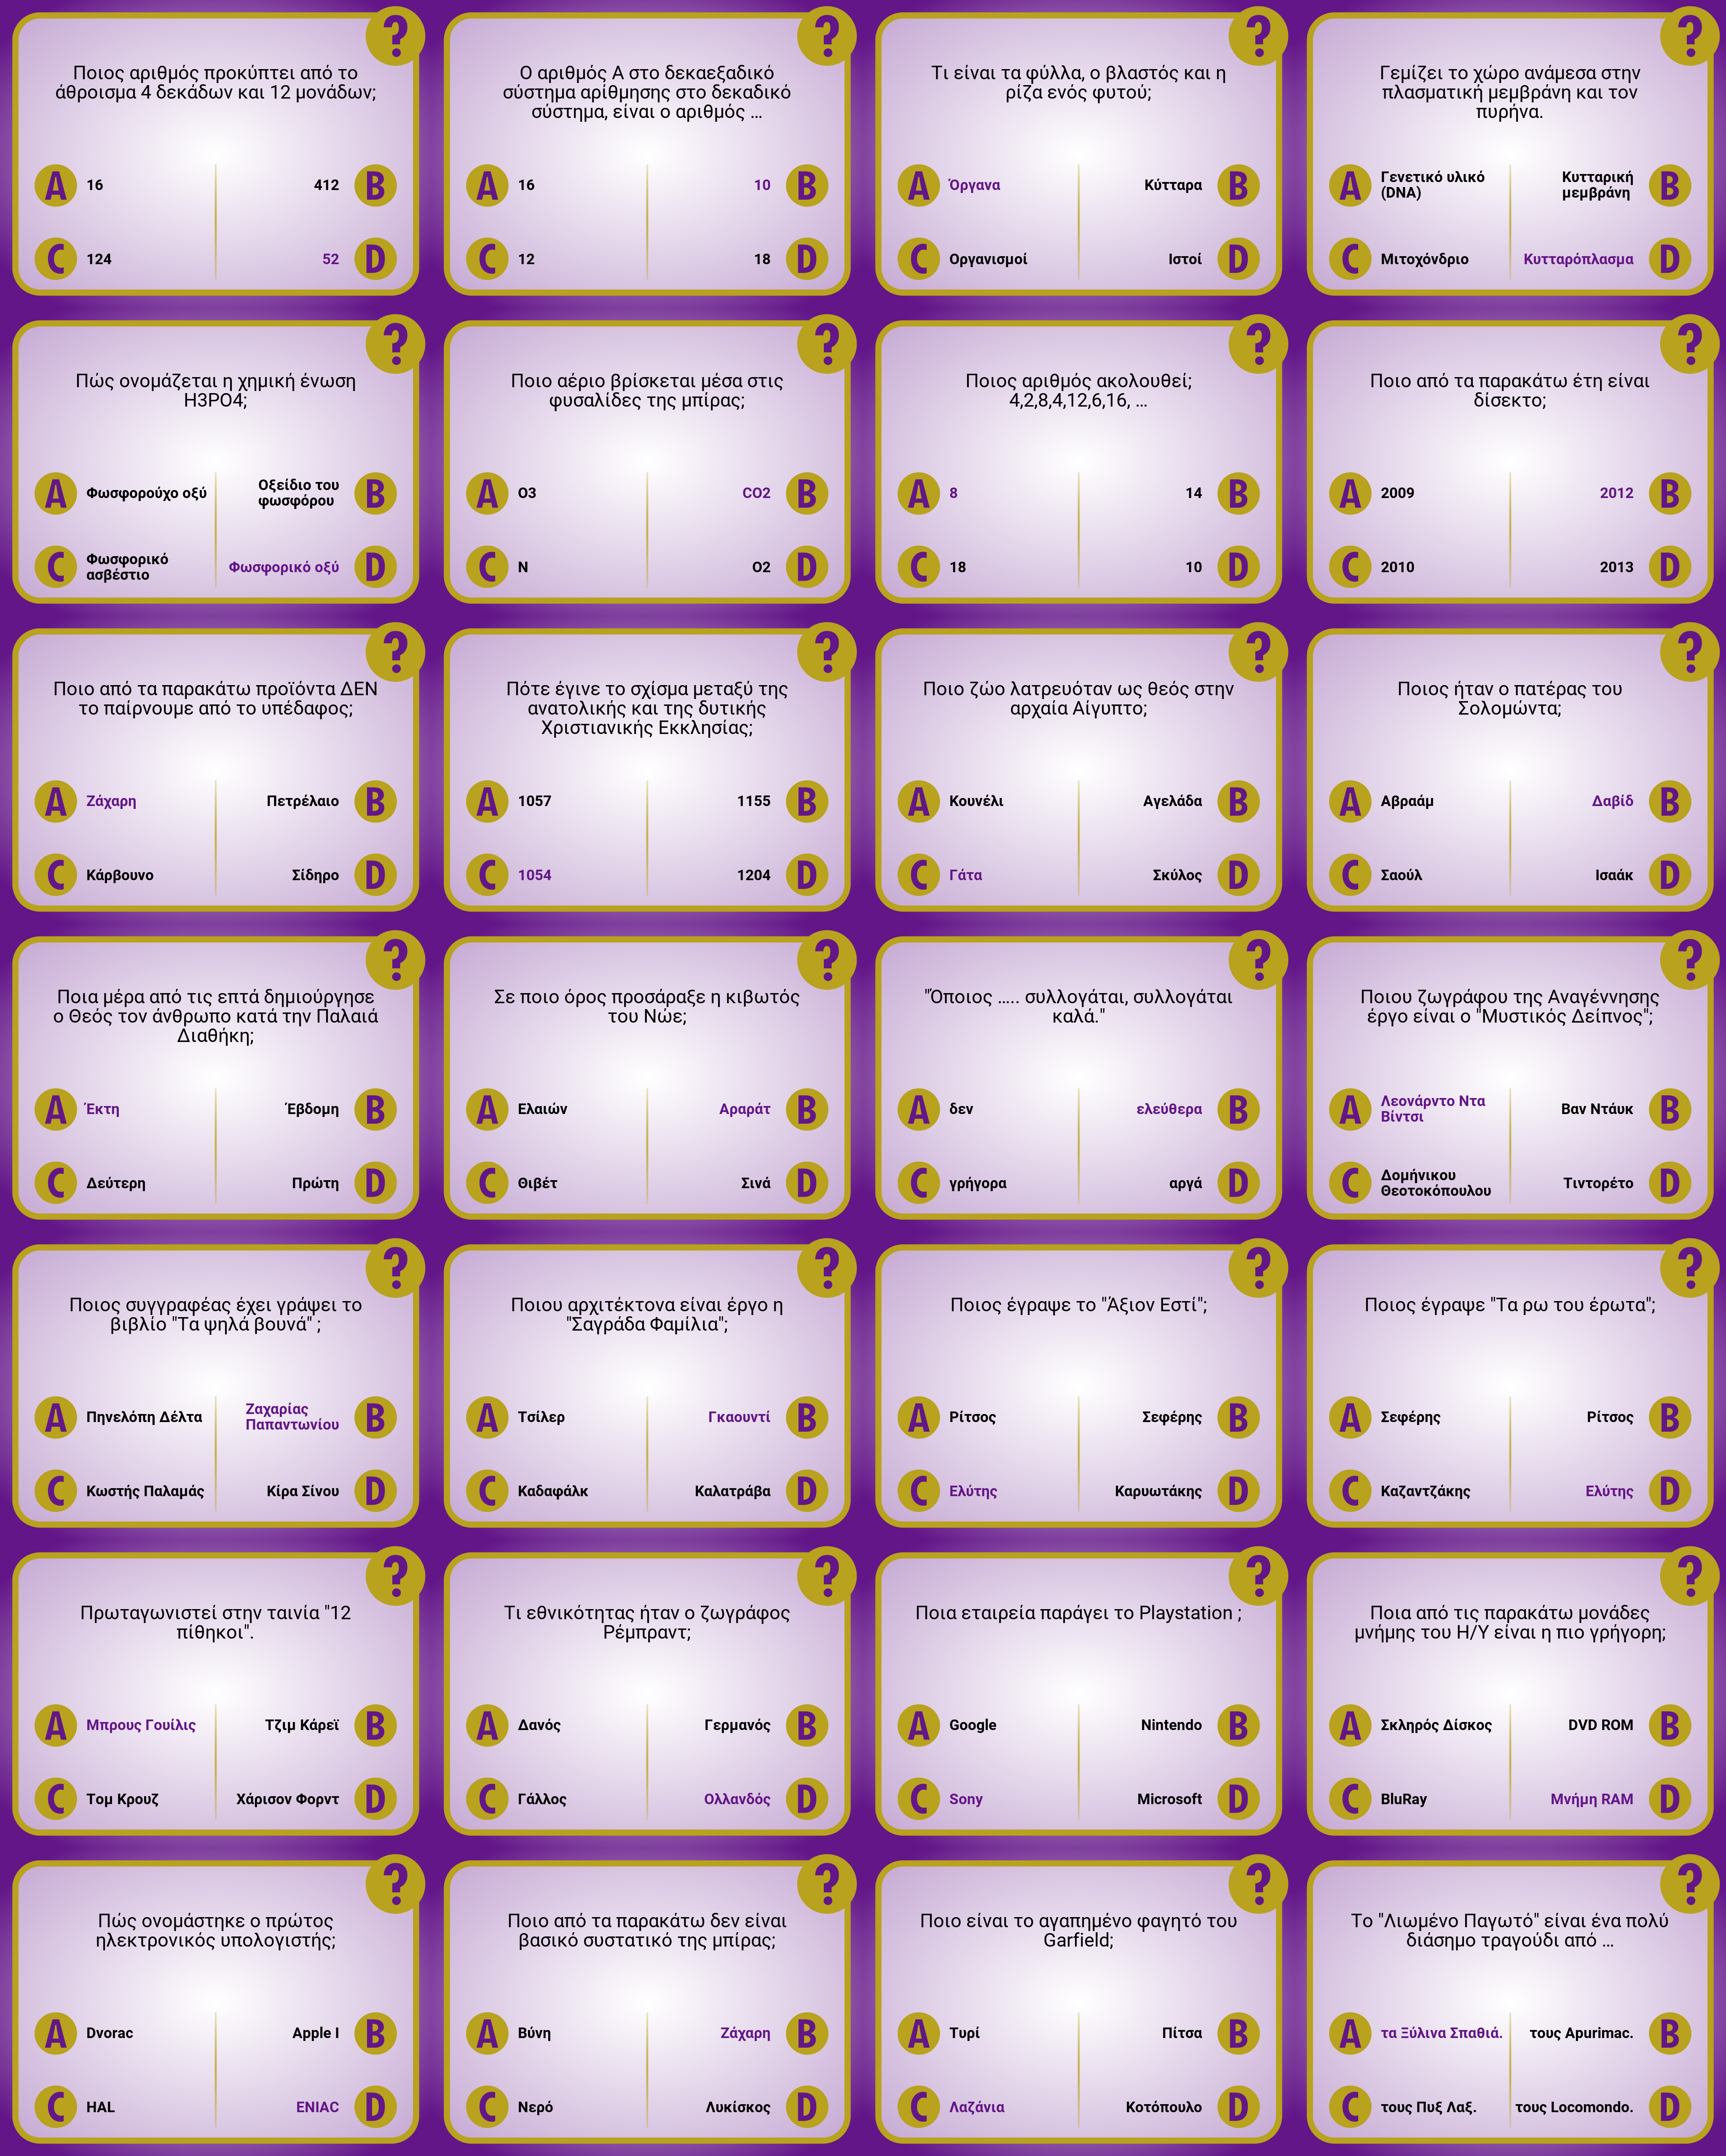 ?
Ποιος αριθμός προκύπτει από το
άθροισμα 4 δεκάδων και 12 μονάδων;
A 16
412 B
C 124
52 D
?
Ο αριθμός Α στο δεκαεξαδικό
σύστημα αρίθμησης στο δεκαδικό
σύστημα, είναι ο αριθμός ...
A 16
10 B
C 12
18 D
?
Τι είναι τα φύλλα, ο βλαστός και η
ρίζα ενός φυτού;
A Όργανα
Κύτταρα B
C Οργανισμοί
Ιστοί D
?
Γεμίζει το χώρο ανάμεσα στην
πλασματική μεμβράνη και τον
πυρήνα.
A Γενετικό υλικό
(DNA)
Κυτταρική
μεμβράνη B
C Μιτοχόνδριο
Κυτταρόπλασμα D
?
Πώς ονομάζεται η χημική ένωση
H3PO4;
A Φωσφορούχο οξύ
Οξείδιο του
φωσφόρου B
C Φωσφορικό
ασβέστιο
Φωσφορικό οξύ D
?
Ποιο αέριο βρίσκεται μέσα στις
φυσαλίδες της μπίρας;
A O3
CO2 B
C N
O2 D
?
Ποιος αριθμός ακολουθεί;
4,2,8,4,12,6,16, ...
A 8
14 B
C 18
10 D
?
Ποιο από τα παρακάτω έτη είναι
δίσεκτο;
A 2009
2012 B
C 2010
2013 D
?
Ποιο από τα παρακάτω προϊόντα ΔΕΝ
το παίρνουμε από το υπέδαφος;
A Ζάχαρη
Πετρέλαιο B
C Κάρβουνο
Σίδηρο D
?
Πότε έγινε το σχίσμα μεταξύ της
ανατολικής και της δυτικής
Χριστιανικής Εκκλησίας;
A 1057
1155 B
C 1054
1204 D
?
Ποιο ζώο λατρευόταν ως θεός στην
αρχαία Αίγυπτο;
A Κουνέλι
Αγελάδα B
C Γάτα
Σκύλος D
?
Ποιος ήταν ο πατέρας του
Σολομώντα;
A Αβραάμ
Δαβίδ B
C Σαούλ
Ισαάκ D
?
Ποια μέρα από τις επτά δημιούργησε
ο Θεός τον άνθρωπο κατά την Παλαιά
Διαθήκη;
A Έκτη
Έβδομη B
C Δεύτερη
Πρώτη D
?
Σε ποιο όρος προσάραξε η κιβωτός
του Νώε;
A Ελαιών
Αραράτ B
C Θιβέτ
Σινά D
?
"Όποιος ..... συλλογάται, συλλογάται
καλά."
A δεν
ελεύθερα B
C γρήγορα
αργά D
?
Ποιου ζωγράφου της Αναγέννησης
έργο είναι ο "Μυστικός Δείπνος";
A Λεονάρντο Ντα
Βίντσι
Βαν Ντάυκ B
C Δομήνικου
Θεοτοκόπουλου
Τιντορέτο D
?
Ποιος συγγραφέας έχει γράψει το
βιβλίο "Τα ψηλά βουνά" ;
A Πηνελόπη Δέλτα
Ζαχαρίας
Παπαντωνίου B
C Κωστής Παλαμάς
Κίρα Σίνου D
?
Ποιου αρχιτέκτονα είναι έργο η
"Σαγράδα Φαμίλια";
A Τσίλερ
Γκαουντί B
C Καδαφάλκ
Καλατράβα D
?
Ποιος έγραψε το "Άξιον Εστί";
A Ρίτσος
Σεφέρης B
C Ελύτης
Καρυωτάκης D
?
Ποιος έγραψε "Τα ρω του έρωτα";
A Σεφέρης
Ρίτσος B
C Καζαντζάκης
Ελύτης D
?
Πρωταγωνιστεί στην ταινία "12
πίθηκοι".
A Μπρους Γουίλις
Τζιμ Κάρεϊ B
C Τομ Κρουζ
Χάρισον Φορντ D
?
Τι εθνικότητας ήταν ο ζωγράφος
Ρέμπραντ;
A Δανός
Γερμανός B
C Γάλλος
Ολλανδός D
?
Ποια εταιρεία παράγει το Playstation ;
A Google
Nintendo B
C Sony
Microsoft D
?
Ποια από τις παρακάτω μονάδες
μνήμης του Η/Υ είναι η πιο γρήγορη;
A Σκληρός Δίσκος
DVD ROM B
C BluRay
Μνήμη RAM D
?
Πώς ονομάστηκε ο πρώτος
ηλεκτρονικός υπολογιστής;
A Dvorac
Apple I B
C HAL
ENIAC D
?
Ποιο από τα παρακάτω δεν είναι
βασικό συστατικό της μπίρας;
A Βύνη
Ζάχαρη B
C Νερό
Λυκίσκος D
?
Ποιο είναι το αγαπημένο φαγητό του
Garfield;
A Τυρί
Πίτσα B
C Λαζάνια
Κοτόπουλο D
?
Το "Λιωμένο Παγωτό" είναι ένα πολύ
διάσημο τραγούδι από ...
A τα Ξύλινα Σπαθιά.
τους Apurimac. B
C τους Πυξ Λαξ.
τους Locomondo. D